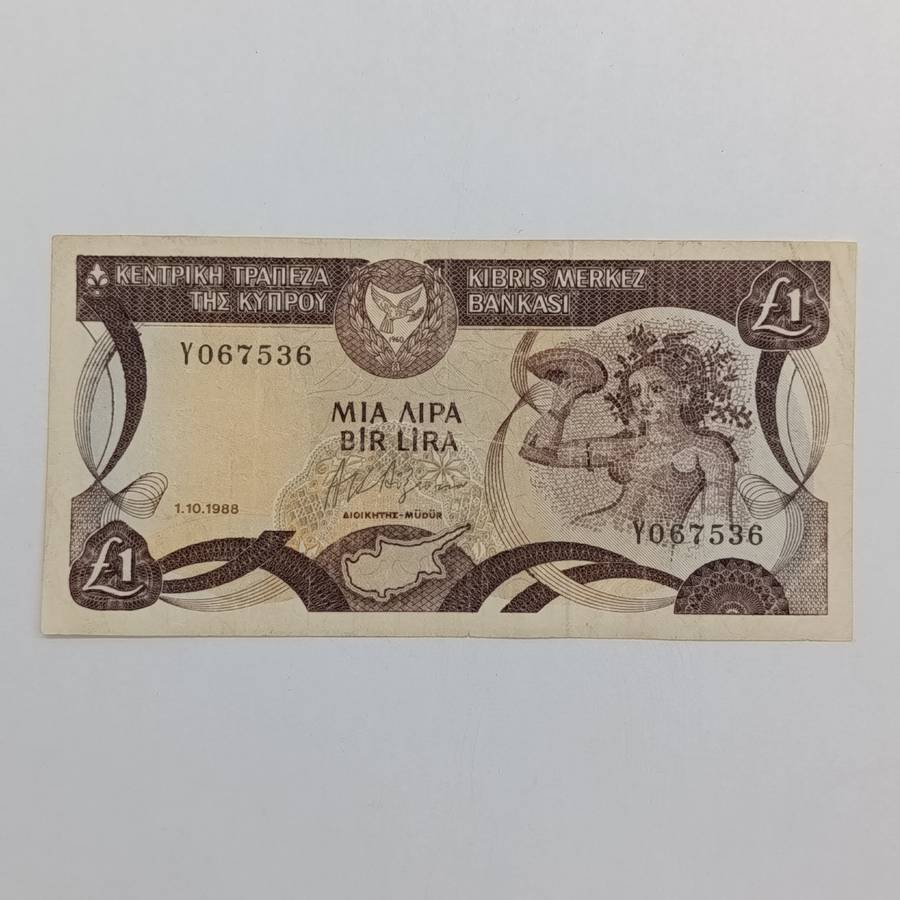 ΚΕΝΤΡΙΚΗ ΤΡΑΠΕΖΑ
ΤΗΣ ΚΥΠΡΟΥ
KIBRIS MERKEZ
BANKASI
£1
1960
Y067536
ΜΙΑ ΛΙΡΑ
BİR LİRA
1.10.1988
ΔΙΟΙΚΗΤΗΣ-MÜDÜR
Y067536
£1